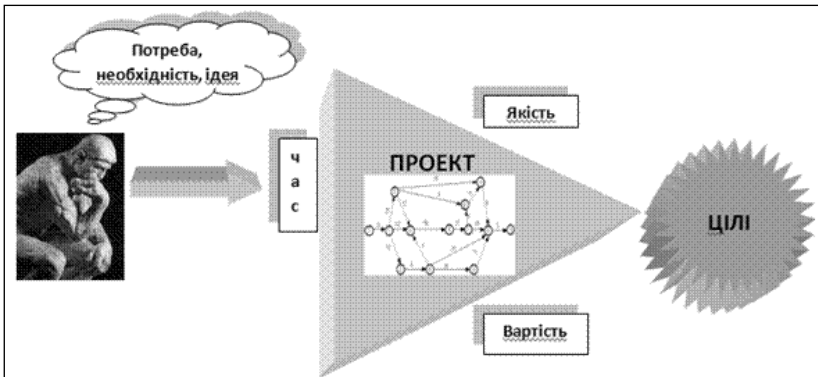 Потреба,
необхідність, ідея
Якість
ч
а
с
ПРОЕКТ
ЦІЛІ
Вартість